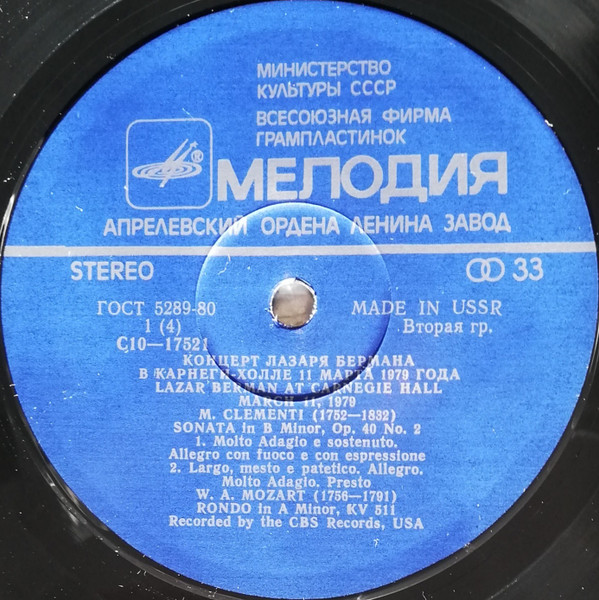 МИНИСТЕРСТВО
КУЛЬТУРЫ СССР
ВСЕСОЮЗНАЯ ФИРМА
ГРАМПЛАСТИНОК
®
МЕЛОДИЯ
АПРЕЛЕВСКИЙ ОРДЕНА ЛЕНИНА ЗАВОД
STEREO
33
ГОСТ 5289-80
MADE IN USSR
1 (4)
Вторая гр.
С10—17521
КОНЦЕРТ ЛАЗАРЯ БЕРМАНА
В КАРНЕГИ-ХОЛЛЕ 11 МАРТА 1979 ГОДА
LAZAR BERMAN AT CARNEGIE HALL
MARCH 11, 1979
M. CLEMENTI (1752—1832)
SONATA in B Minor, Op. 40 No. 2
1. Molto Adagio e sostenuto.
Allegro con fuoco e con espressione
2. Largo, mesto e patetico. Allegro.
Molto Adagio. Presto
W. A. MOZART (1756—1791)
RONDO in A Minor, KV 511
Recorded by the CBS Records, USA